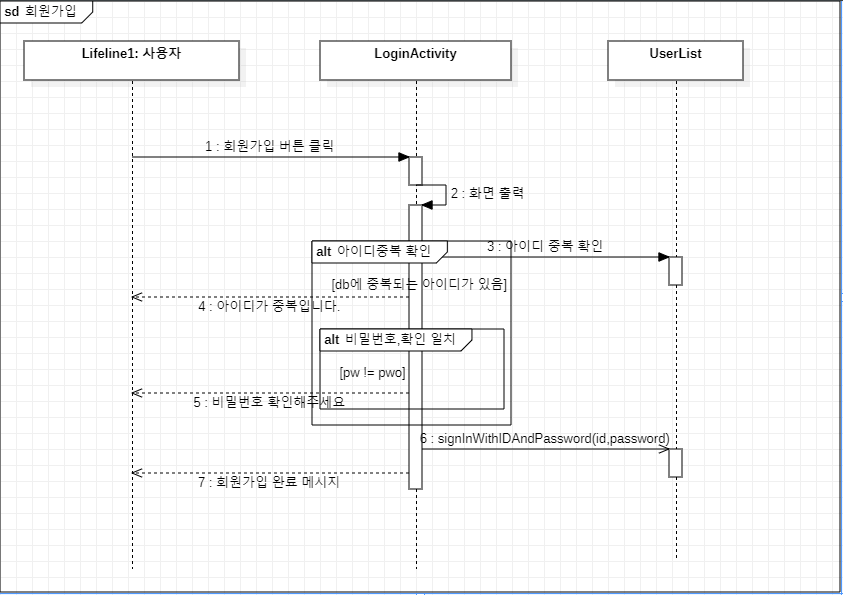 sd 회원가입
Lifeline1: 사용자
LoginActivity
UserList
1 : 회원가입 버튼 클릭
2 : 화면 출력
3 : 아이디 중복 확인
alt 아이디중복 확인
[db에 중복되는 아이디가 있음]
4 : 아이디가 중복입니다.
alt 비밀번호,확인 일치
[pw != pwo]
5 : 비밀번호 확인해주세요
6 : signInWithIDAndPassword(id,password)
7 : 회원가입 완료 메시지